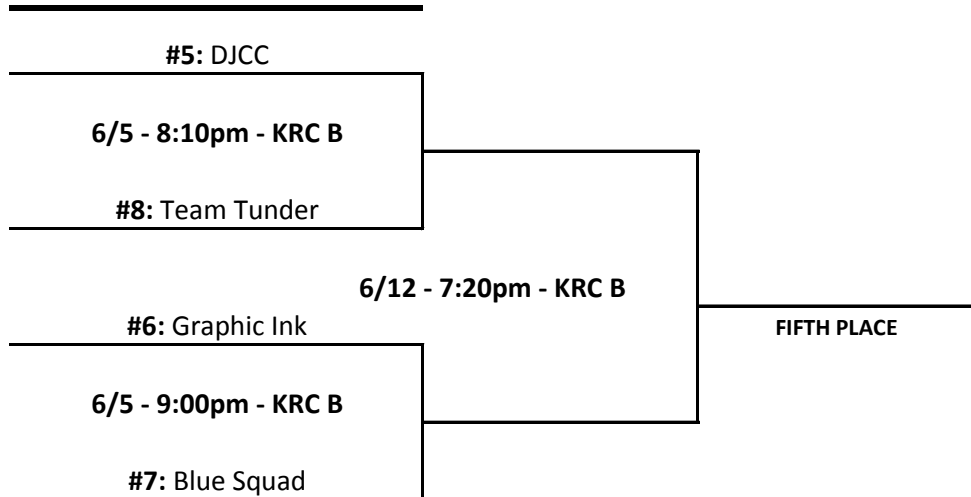 #5: DJCC
6/5 - 8:10pm - KRC B
#8: Team Tunder
6/12 - 7:20pm - KRC B
#6: Graphic Ink
FIFTH PLACE
6/5 - 9:00pm - KRC B
#7: Blue Squad